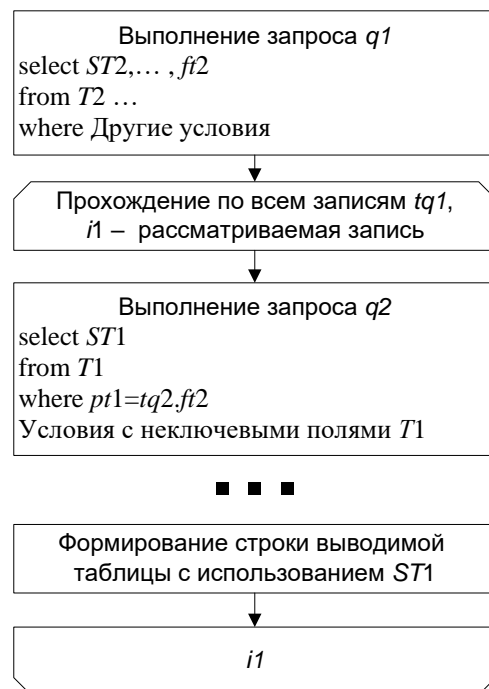 Выполнение запроса q1
select ST2,… , ft2
from T2 …
where Другие условия
Прохождение по всем записям tq1,
i1 – рассматриваемая запись
Выполнение запроса q2
select ST1
from T1
where pt1=tq2.ft2
Условия с неключевыми полями T1
Формирование строки выводимой
таблицы с использованием ST1
i1